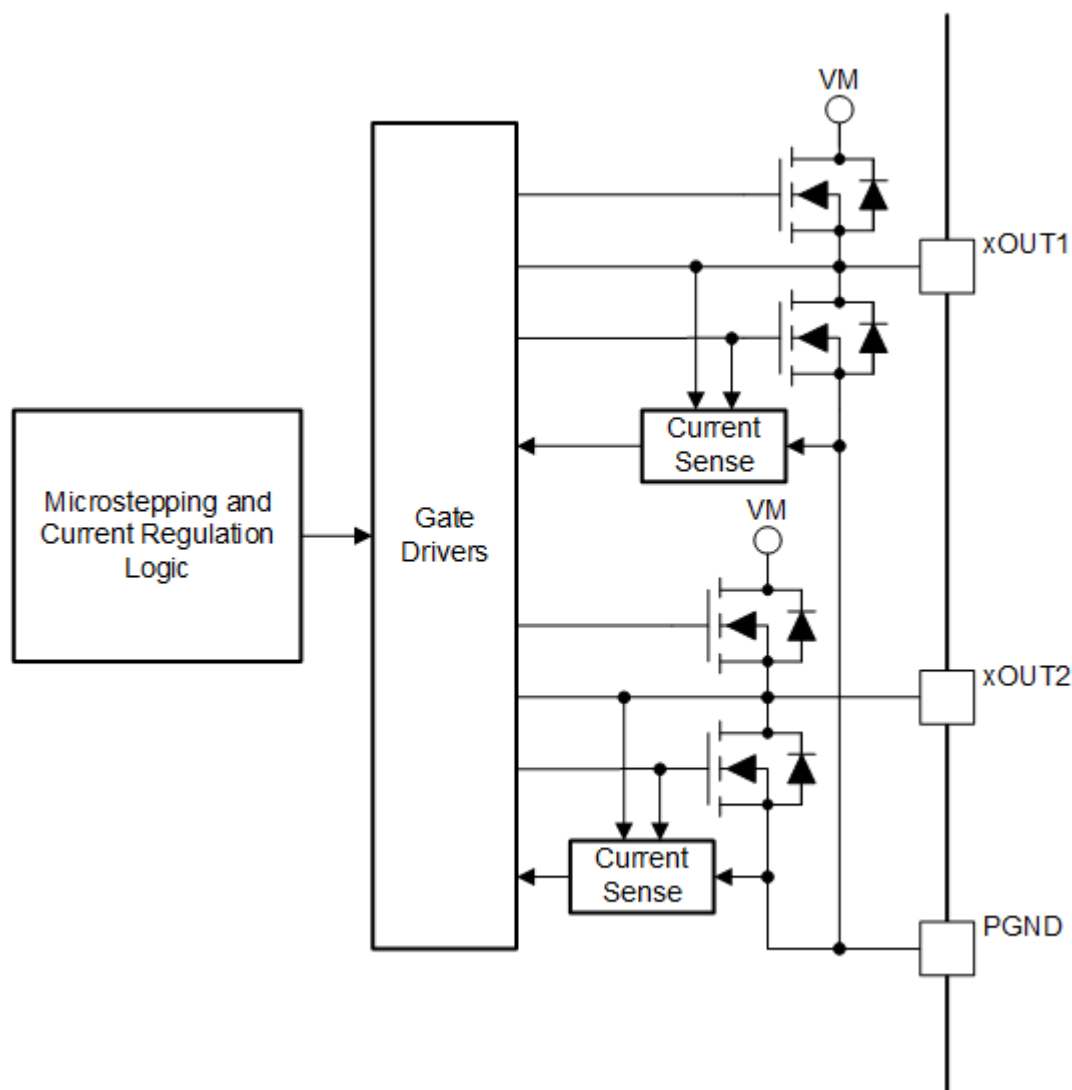 VM
xOUT1
Current
Sense
Microstepping and
Current Regulation
Logic
Gate
Drivers
VM
xOUT2
Current
Sense
PGND